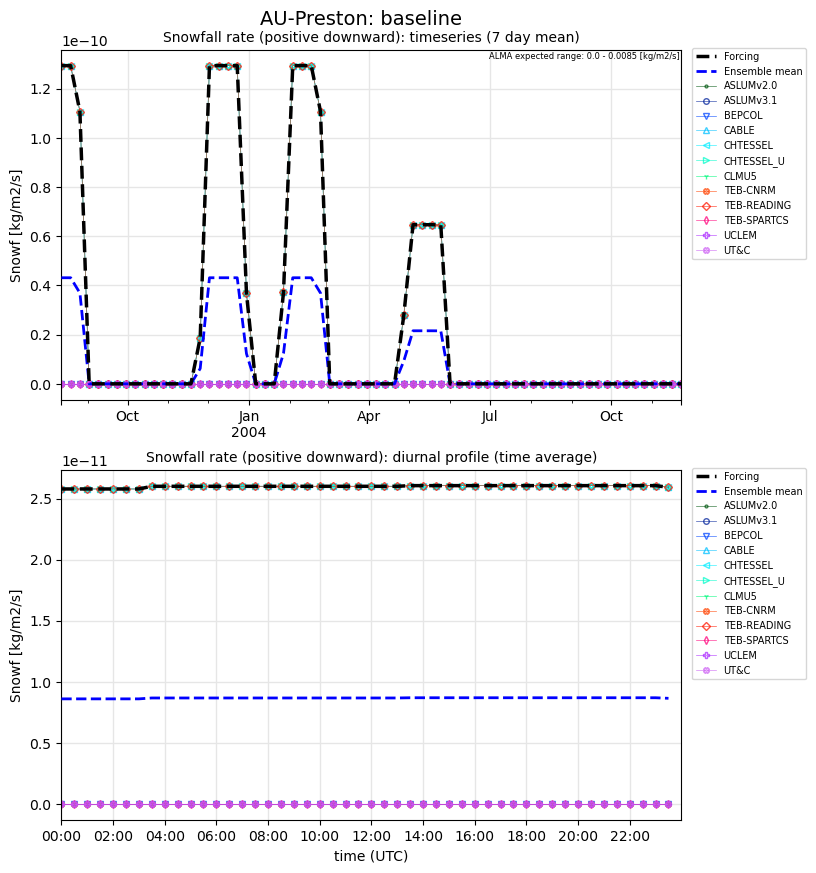 AU-Preston: baseline
Snowfall rate (positive downward): timeseries (7 day mean)
1e−10
ALMA expected range: 0.0 - 0.0085 [kg/m2/s]
Snowf [kg/m2/s]
1.2
1.0
0.8
0.6
0.4
0.2
0.0
Oct
Jan
2004
Apr
Jul
Oct
Forcing
Ensemble mean
ASLUMv2.0
ASLUMv3.1
BEPCOL
CABLE
CHTESSEL
CHTESSEL_U
CLMU5
TEB-CNRM
TEB-READING
TEB-SPARTCS
UCLEM
UT&C
Snowfall rate (positive downward): diurnal profile (time average)
1e−11
Snowf [kg/m2/s]
2.5
2.0
1.5
1.0
0.5
0.0
00:00
02:00
04:00
06:00
08:00
10:00
12:00
14:00
16:00
18:00
20:00
22:00
time (UTC)
Forcing
Ensemble mean
ASLUMv2.0
ASLUMv3.1
BEPCOL
CABLE
CHTESSEL
CHTESSEL_U
CLMU5
TEB-CNRM
TEB-READING
TEB-SPARTCS
UCLEM
UT&C